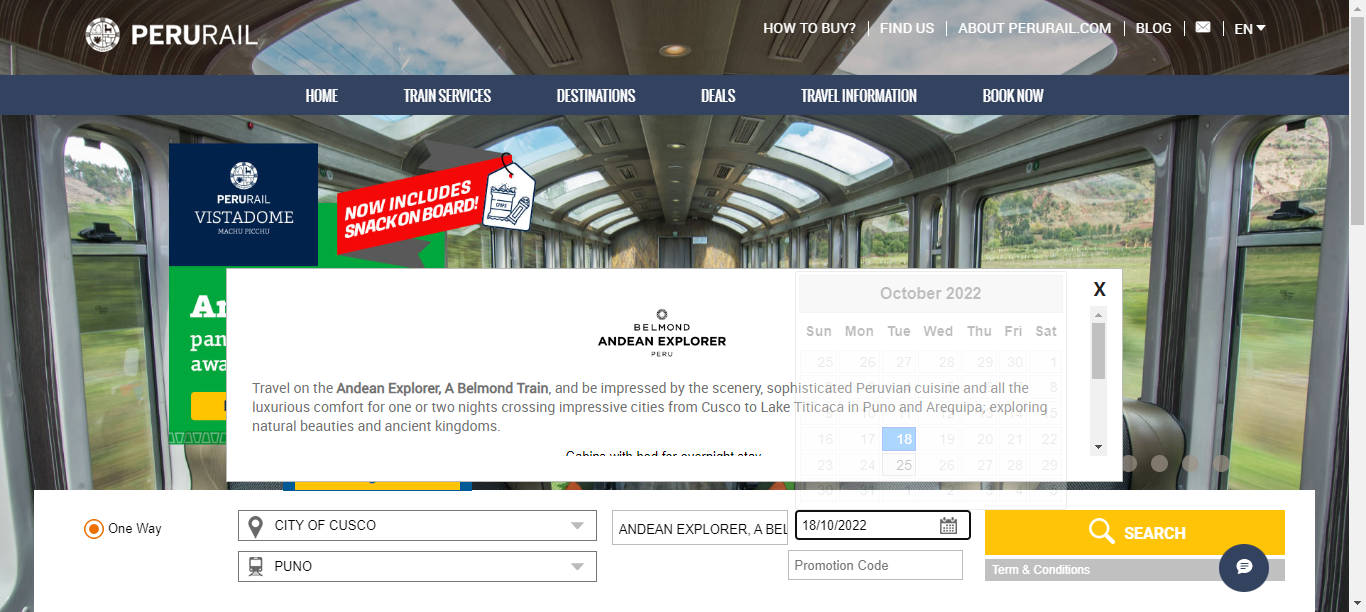 PERURAIL
HOW TO BUY?
FIND US
ABOUT PERURAIL.COM
BLOG
EN
HOME
TRAIN SERVICES
DESTINATIONS
DEALS
TRAVEL INFORMATION
BOOK NOW
PERURAIL
VISTADOME
MACHU PICCHU
NOW INCLUDES
SNACK ON BOARD!
X
BELMOND
ANDEAN EXPLORER
PERU
October 2022
Sun Mon Tue Wed Thu Fri Sat
25 26 27 28 29 30 1
16 17 18 19 20 21 22
23 24 25 26 27 28 29
30 31 1 2 3 4 5
Travel on the Andean Explorer, A Belmond Train, and be impressed by the scenery, sophisticated Peruvian cuisine and all the
luxurious comfort for one or two nights crossing impressive cities from Cusco to Lake Titicaca in Puno and Arequipa; exploring
natural beauties and ancient kingdoms.
Cabins with bed for overnight stay
One Way
CITY OF CUSCO
PUNO
ANDEAN EXPLORER, A BEL
18/10/2022
Promotion Code
SEARCH
Term & Conditions